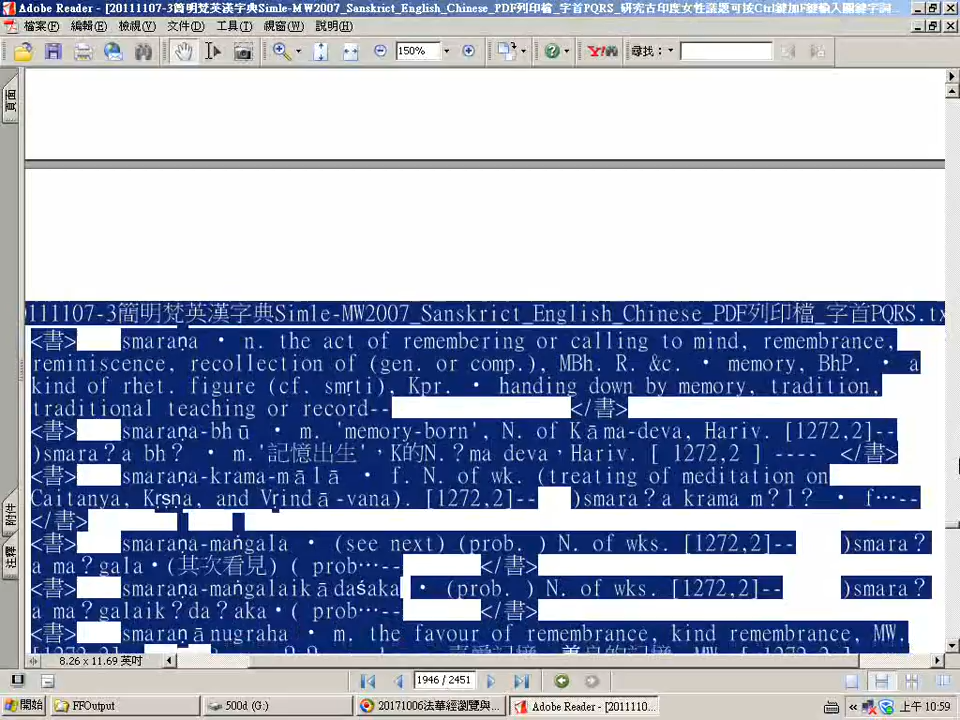 Adobe Reader - [20111107-3簡明梵英漢字典Simle-MW2007_Sanskrict_English_Chinese_PDF列印檔_字首PQRS_研究古印度女性議題可按Ctrl鍵加F鍵輸入關鍵字詞...
檔案(F) 編輯(E) 檢視(V) 文件(D) 工具(T) 視窗(W) 說明(H)
150% Y! 尋找:
頁面
附件
注釋
111107-3簡明梵英漢字典Simle-MW2007_Sanskrict_English_Chinese_PDF列印檔_字首PQRS.tx
<書> smaraṇa • n. the act of remembering or calling to mind, remembrance,
reminiscence, recollection of (gen. or comp.), MBh. R. &c. • memory, BhP. • a
kind of rhet. figure (cf. smṛti), Kpr. • handing down by memory, tradition,
traditional teaching or record-- </書>
<書> smaraṇa-bhū • m. 'memory-born', N. of Kāma-deva, Hariv. [1272,2]--
)smara?a bh? • m.'記憶出生'，K的N.?ma deva，Hariv. [ 1272,2 ] ---- </書>
<書> smaraṇa-krama-mālā • f. N. of wk. (treating of meditation on
Caitanya, Kṛṣṇa, and Vṛindā-vana). [1272,2]-- )smara?a krama m?l? • f…--
</書>
<書> smaraṇa-maṅgala • (see next) (prob. ) N. of wks. [1272,2]-- )smara?
a ma?gala•(其次看見) ( prob…-- </書>
<書> smaraṇa-maṅgalaikādaśaka • (prob. ) N. of wks. [1272,2]-- )smara?
a ma?galaik?da?aka•( prob…-- </書>
<書> smaraṇānugraha • m. the favour of remembrance, kind remembrance, MW.
8.26 x 11.69 英吋
1946 / 2451
開始 FFOutput 500d (G:) 20171006法華經瀏覽與... Adobe Reader - [2011110... 上午 10:59